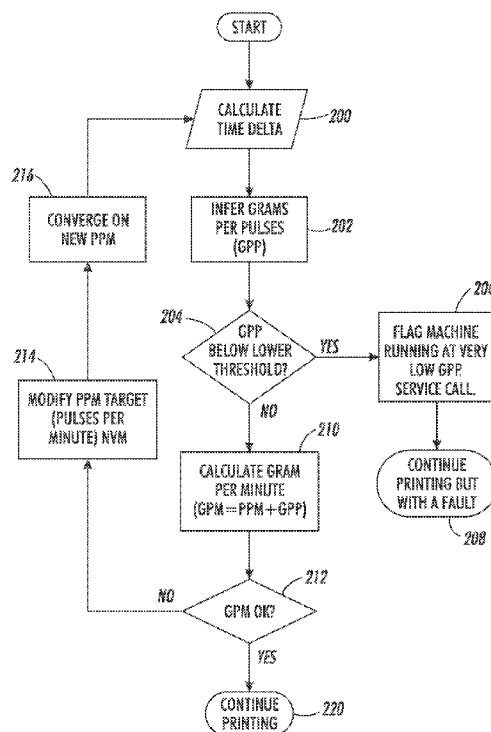 START
CALCULATE
TIME DELTA
200
216
CONVERGE ON
NEW PPM
INFER GRAMS
PER PULSES
(GPP)
202
204
GPP
BELOW LOWER
THRESHOLD?
YES
NO
FLAG MACHINE
RUNNING AT VERY
LOW GPP.
SERVICE CALL.
214
MODIFY PPM TARGET
(PULSES PER
MINUTE) NVM
210
CALCULATE GRAM
PER MINUTE
(GPM=PPM+GPP)
CONTINUE
PRINTING BUT
WITH A FAULT
208
212
GPM OK?
NO
YES
CONTINUE
PRINTING
220